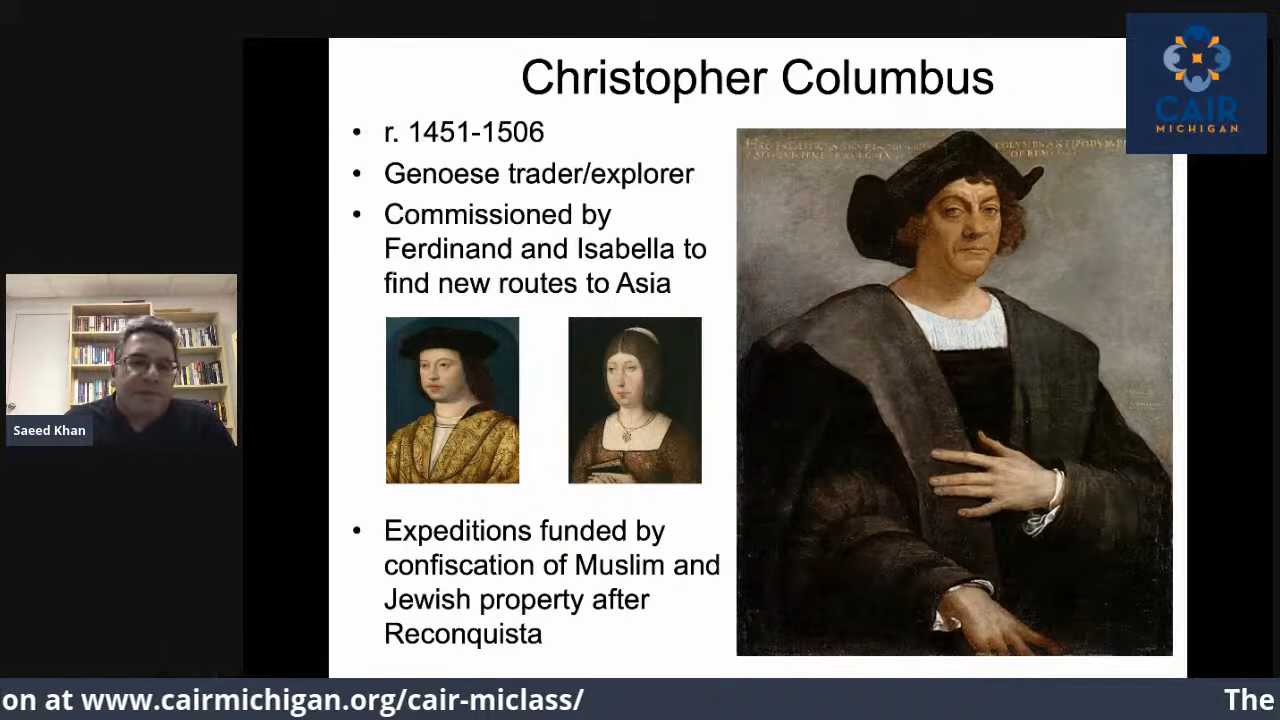 Christopher Columbus
• r. 1451-1506
• Genoese trader/explorer
• Commissioned by
Ferdinand and Isabella to
find new routes to Asia
• Expeditions funded by
confiscation of Muslim and
Jewish property after
Reconquista
CAIR
MICHIGAN
Saeed Khan
on at www.cairmichigan.org/cair-miclass/
The